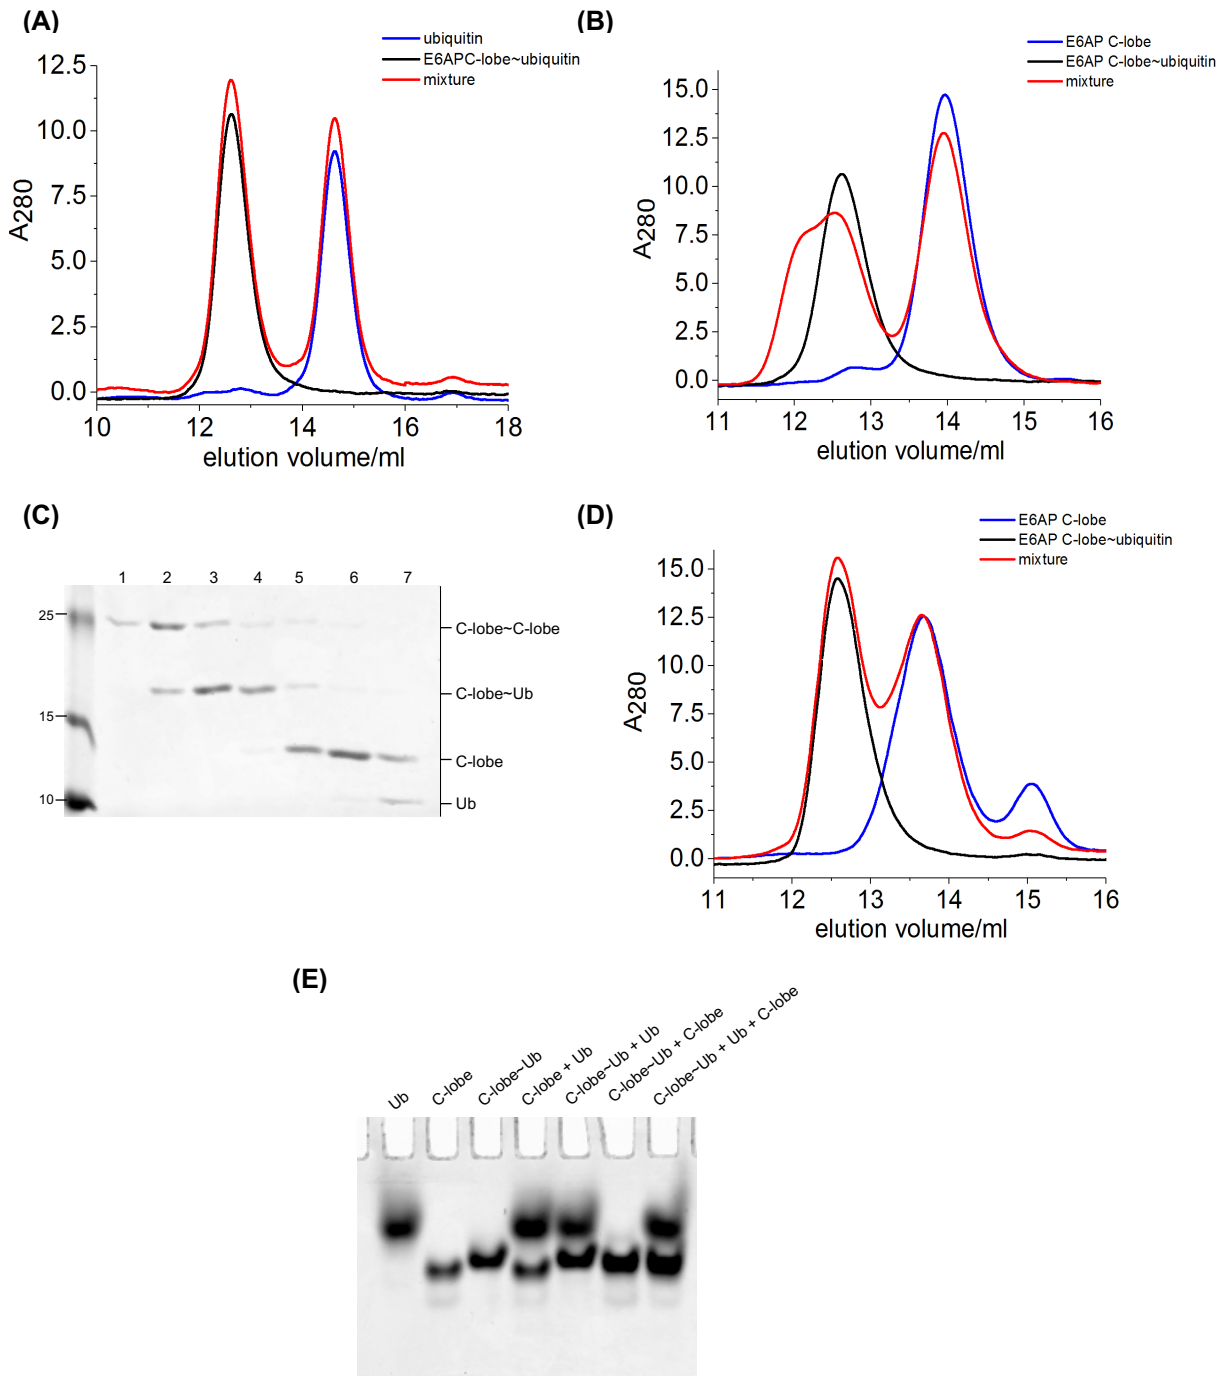 (A)
ubiquitin
E6APC-lobe~ubiquitin
mixture
12.5
10.0
7.5
5.0
2.5
0.0
A280
10 12 14 16 18
elution volume/ml
(B)
E6AP C-lobe
E6AP C-lobe~ubiquitin
mixture
15.0
12.5
10.0
7.5
5.0
2.5
0.0
A280
11 12 13 14 15 16
elution volume/ml
(C)
1 2 3 4 5 6 7
25
15
10
C-lobe~C-lobe
C-lobe~Ub
C-lobe
Ub
(D)
E6AP C-lobe
E6AP C-lobe~ubiquitin
mixture
15.0
12.5
10.0
7.5
5.0
2.5
0.0
A280
11 12 13 14 15 16
elution volume/ml
(E)
Ub
C-lobe
C-lobe~Ub
C-lobe + Ub
C-lobe~Ub + Ub
C-lobe~Ub + C-lobe
C-lobe~Ub + Ub + C-lobe